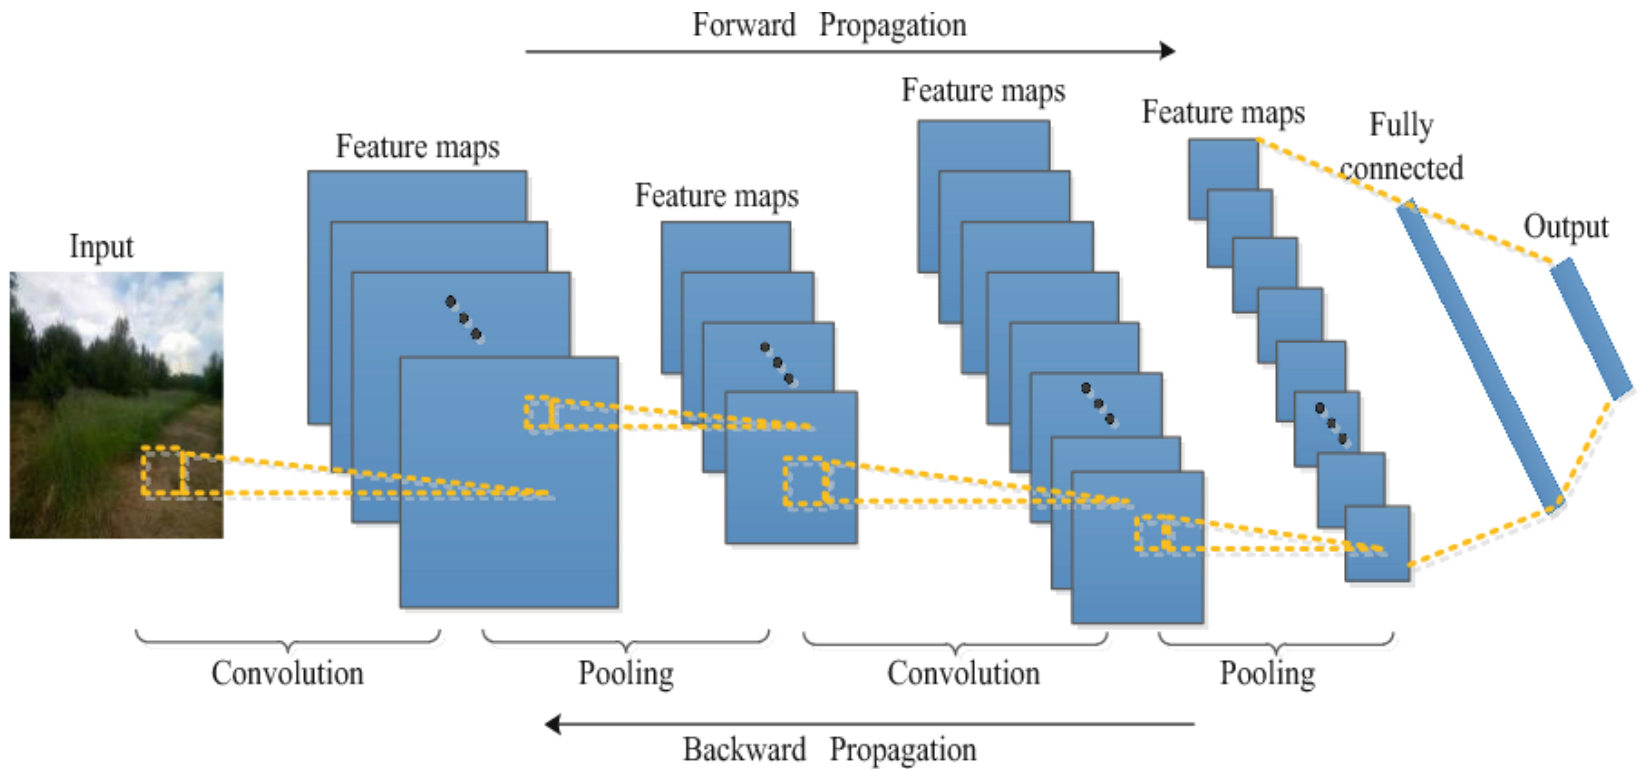 Forward Propagation
Feature maps
Feature maps
Fully
connected
Feature maps
Feature maps
Output
Input
Convolution
Pooling
Convolution
Pooling
Backward Propagation